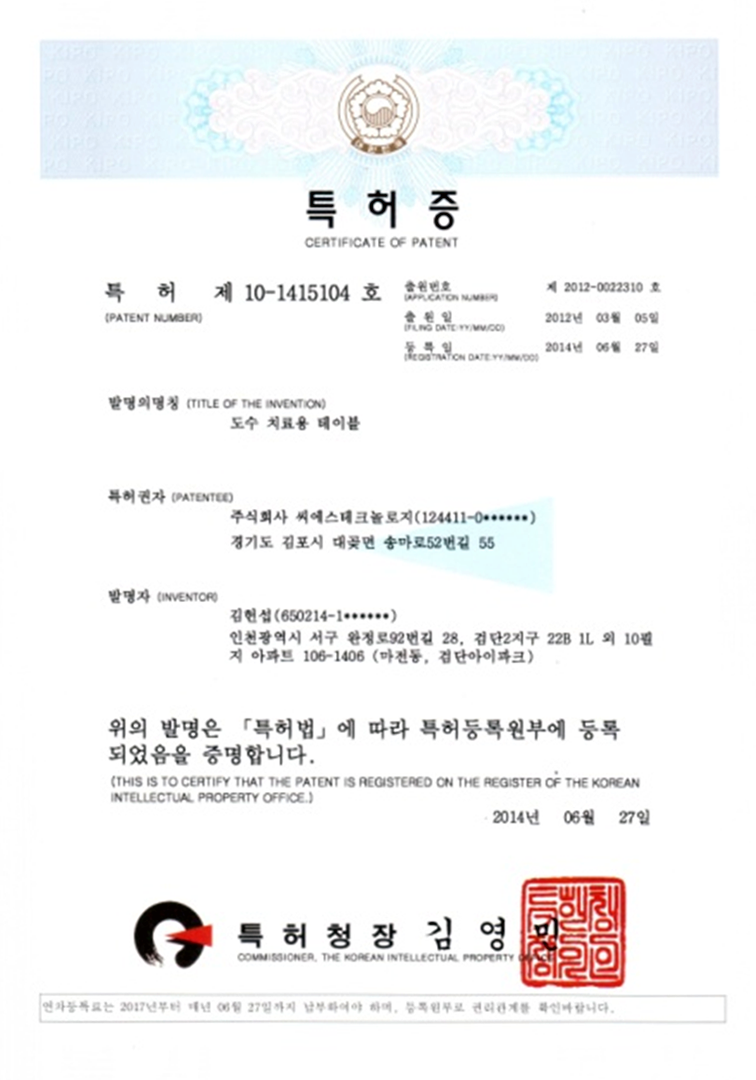 특 허 증
CERTIFICATE OF PATENT
특 허 제 10-1415104 호
(PATENT NUMBER)
출원번호 제 2012-0022310 호
(APPLICATION NUMBER)
출 원 일 2012년 03월 05일
(FILING DATE:YY/MM/DD)
등 록 일 2014년 06월 27일
(REGISTRATION DATE:YY/MM/DD)
발명의명칭 (TITLE OF THE INVENTION)
도수 치료용 테이블
특허권자 (PATENTEE)
주식회사 씨에스테크놀로지(124411-0******)
경기도 김포시 대곶면 송마로52번길 55
발명자 (INVENTOR)
김현섭(650214-1******)
인천광역시 서구 완정로92번길 28, 검단2지구 22B 1L 외 10필
지 아파트 106-1406 (마전동, 검단아이파크)
위의 발명은 「특허법」에 따라 특허등록원부에 등록
되었음을 증명합니다.
(THIS IS TO CERTIFY THAT THE PATENT IS REGISTERED ON THE REGISTER OF THE KOREAN
INTELLECTUAL PROPERTY OFFICE.)
2014년 06월 27일
특 허 청 장 김 영 민
COMMISSIONER, THE KOREAN INTELLECTUAL PROPERTY OFFICE
연차등록료는 2017년부터 매년 06월 27일까지 납부하여야 하며, 등록원부로 권리관계를 확인바랍니다.